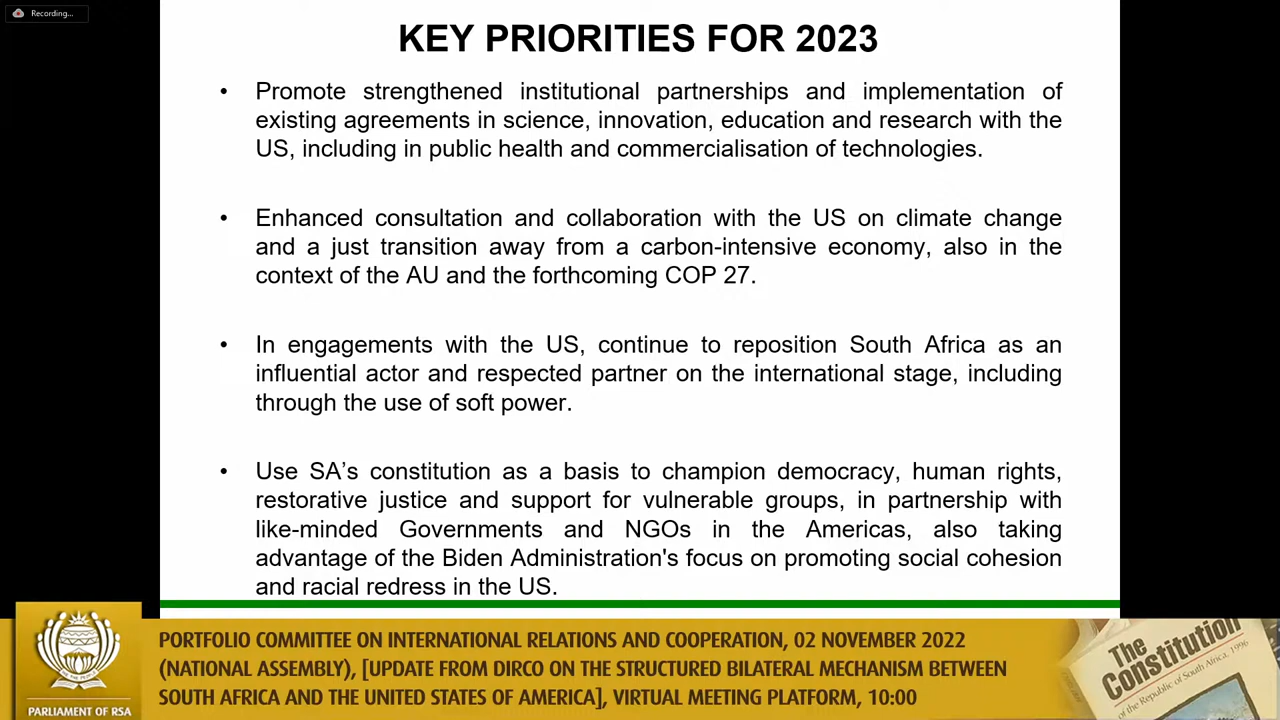 Recording...
KEY PRIORITIES FOR 2023
• Promote strengthened institutional partnerships and implementation of
existing agreements in science, innovation, education and research with the
US, including in public health and commercialisation of technologies.
• Enhanced consultation and collaboration with the US on climate change
and a just transition away from a carbon-intensive economy, also in the
context of the AU and the forthcoming COP 27.
• In engagements with the US, continue to reposition South Africa as an
influential actor and respected partner on the international stage, including
through the use of soft power.
• Use SA's constitution as a basis to champion democracy, human rights,
restorative justice and support for vulnerable groups, in partnership with
like-minded Governments and NGOs in the Americas, also taking
advantage of the Biden Administration's focus on promoting social cohesion
and racial redress in the US.
PORTFOLIO COMMITTEE ON INTERNATIONAL RELATIONS AND COOPERATION, 02 NOVEMBER 2022
(NATIONAL ASSEMBLY), [UPDATE FROM DIRCO ON THE STRUCTURED BILATERAL MECHANISM BETWEEN
SOUTH AFRICA AND THE UNITED STATES OF AMERICA], VIRTUAL MEETING PLATFORM, 10:00
PARLIAMENT OF RSA
The
Constitution
of the Republic of South Africa, 1996